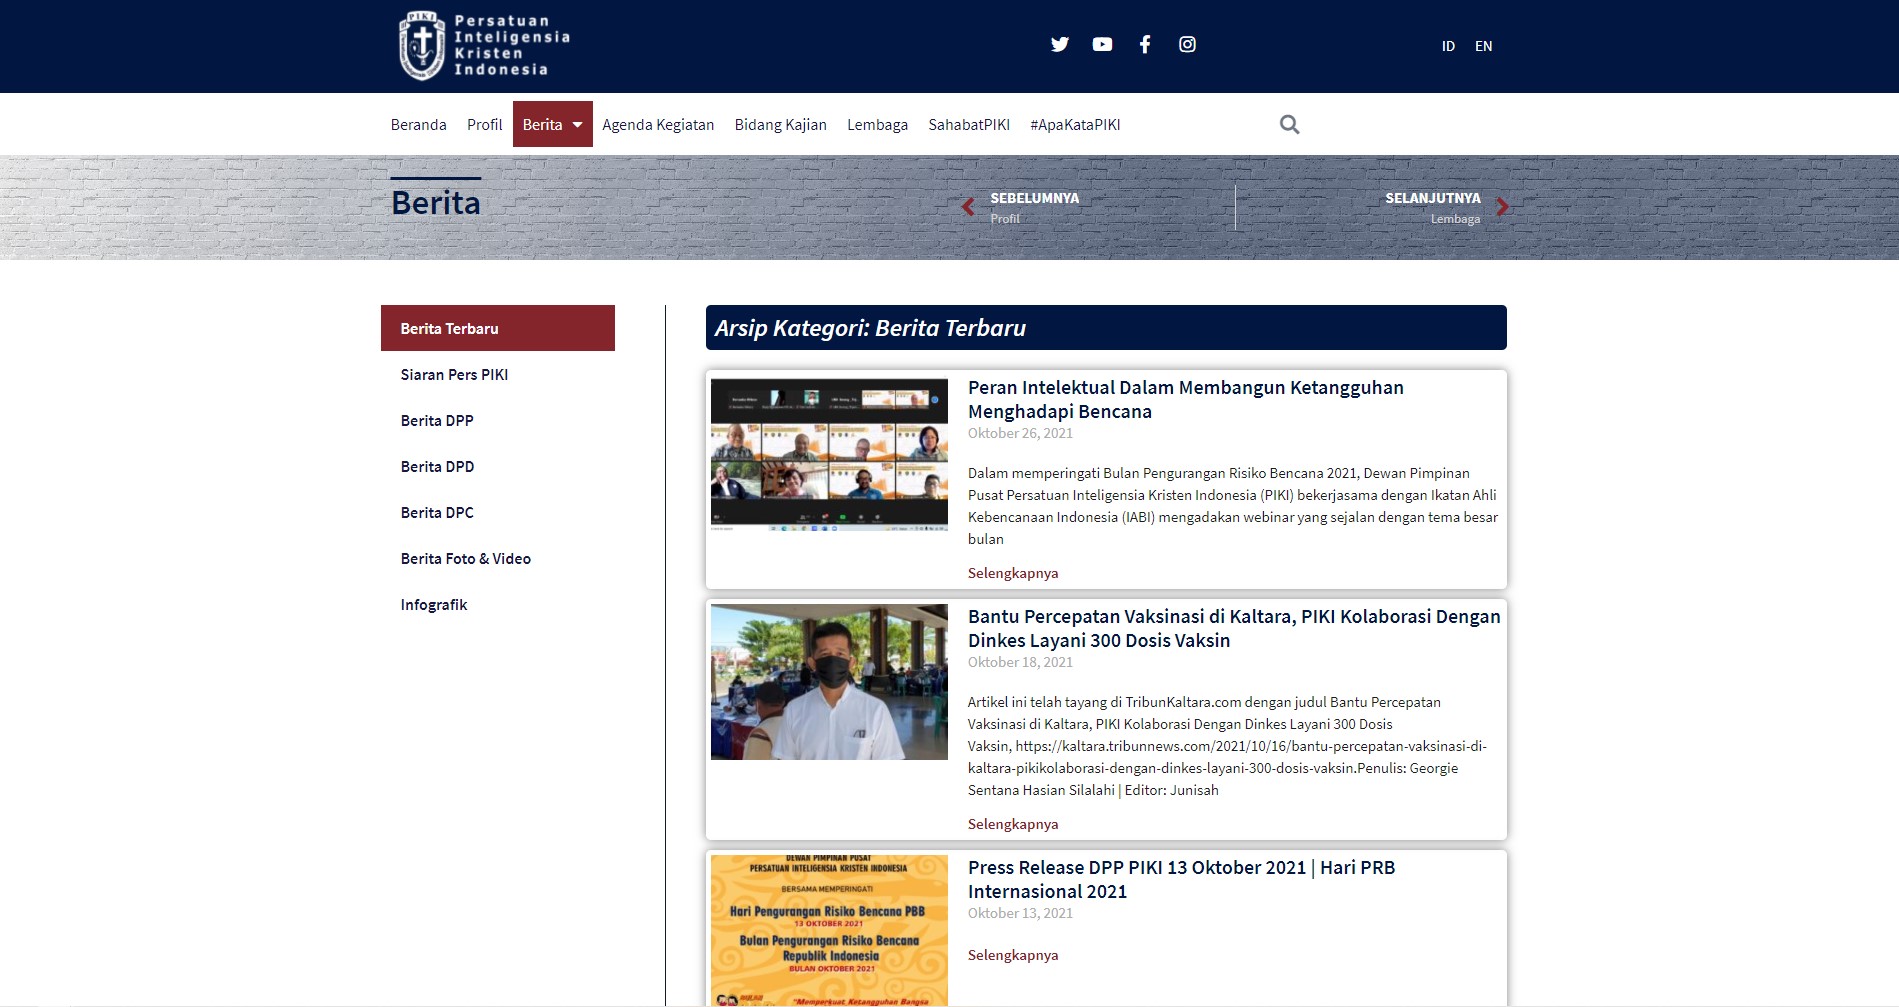 PIKI
Persatuan
Inteligensia
Kristen
Indonesia
ID EN
Beranda Profil Berita Agenda Kegiatan Bidang Kajian Lembaga SahabatPIKI #ApaKataPIKI
Berita
SEBELUMNYA
Profil
SELANJUTNYA
Lembaga
Berita Terbaru
Siaran Pers PIKI
Berita DPP
Berita DPD
Berita DPC
Berita Foto & Video
Infografik
Arsip Kategori: Berita Terbaru
Peran Intelektual Dalam Membangun Ketangguhan
Menghadapi Bencana
Oktober 26, 2021
Dalam memperingati Bulan Pengurangan Risiko Bencana 2021, Dewan Pimpinan
Pusat Persatuan Inteligensia Kristen Indonesia (PIKI) bekerjasama dengan Ikatan Ahli
Kebencanaan Indonesia (IABI) mengadakan webinar yang sejalan dengan tema besar
bulan
Selengkapnya
Bantu Percepatan Vaksinasi di Kaltara, PIKI Kolaborasi Dengan
Dinkes Layani 300 Dosis Vaksin
Oktober 18, 2021
Artikel ini telah tayang di TribunKaltara.com dengan judul Bantu Percepatan
Vaksinasi di Kaltara, PIKI Kolaborasi Dengan Dinkes Layani 300 Dosis
Vaksin, https://kaltara.tribunnews.com/2021/10/16/bantu-percepatan-vaksinasi-di-
kaltara-pikikolaborasi-dengan-dinkes-layani-300-dosis-vaksin.Penulis: Georgie
Sentana Hasian Silalahi | Editor: Junisah
Selengkapnya
DEWAN PIMPINAN PUSAT
PERSATUAN INTELIGENSIA KRISTEN INDONESIA
BERSAMA MEMPERINGATI
Hari Pengurangan Risiko Bencana PBB
13 OKTOBER 2021
Bulan Pengurangan Risiko Bencana
Republik Indonesia
BULAN OKTOBER 2021
BULAN
"Memperkuat Ketangguhan Bangsa
Press Release DPP PIKI 13 Oktober 2021 | Hari PRB
Internasional 2021
Oktober 13, 2021
Selengkapnya